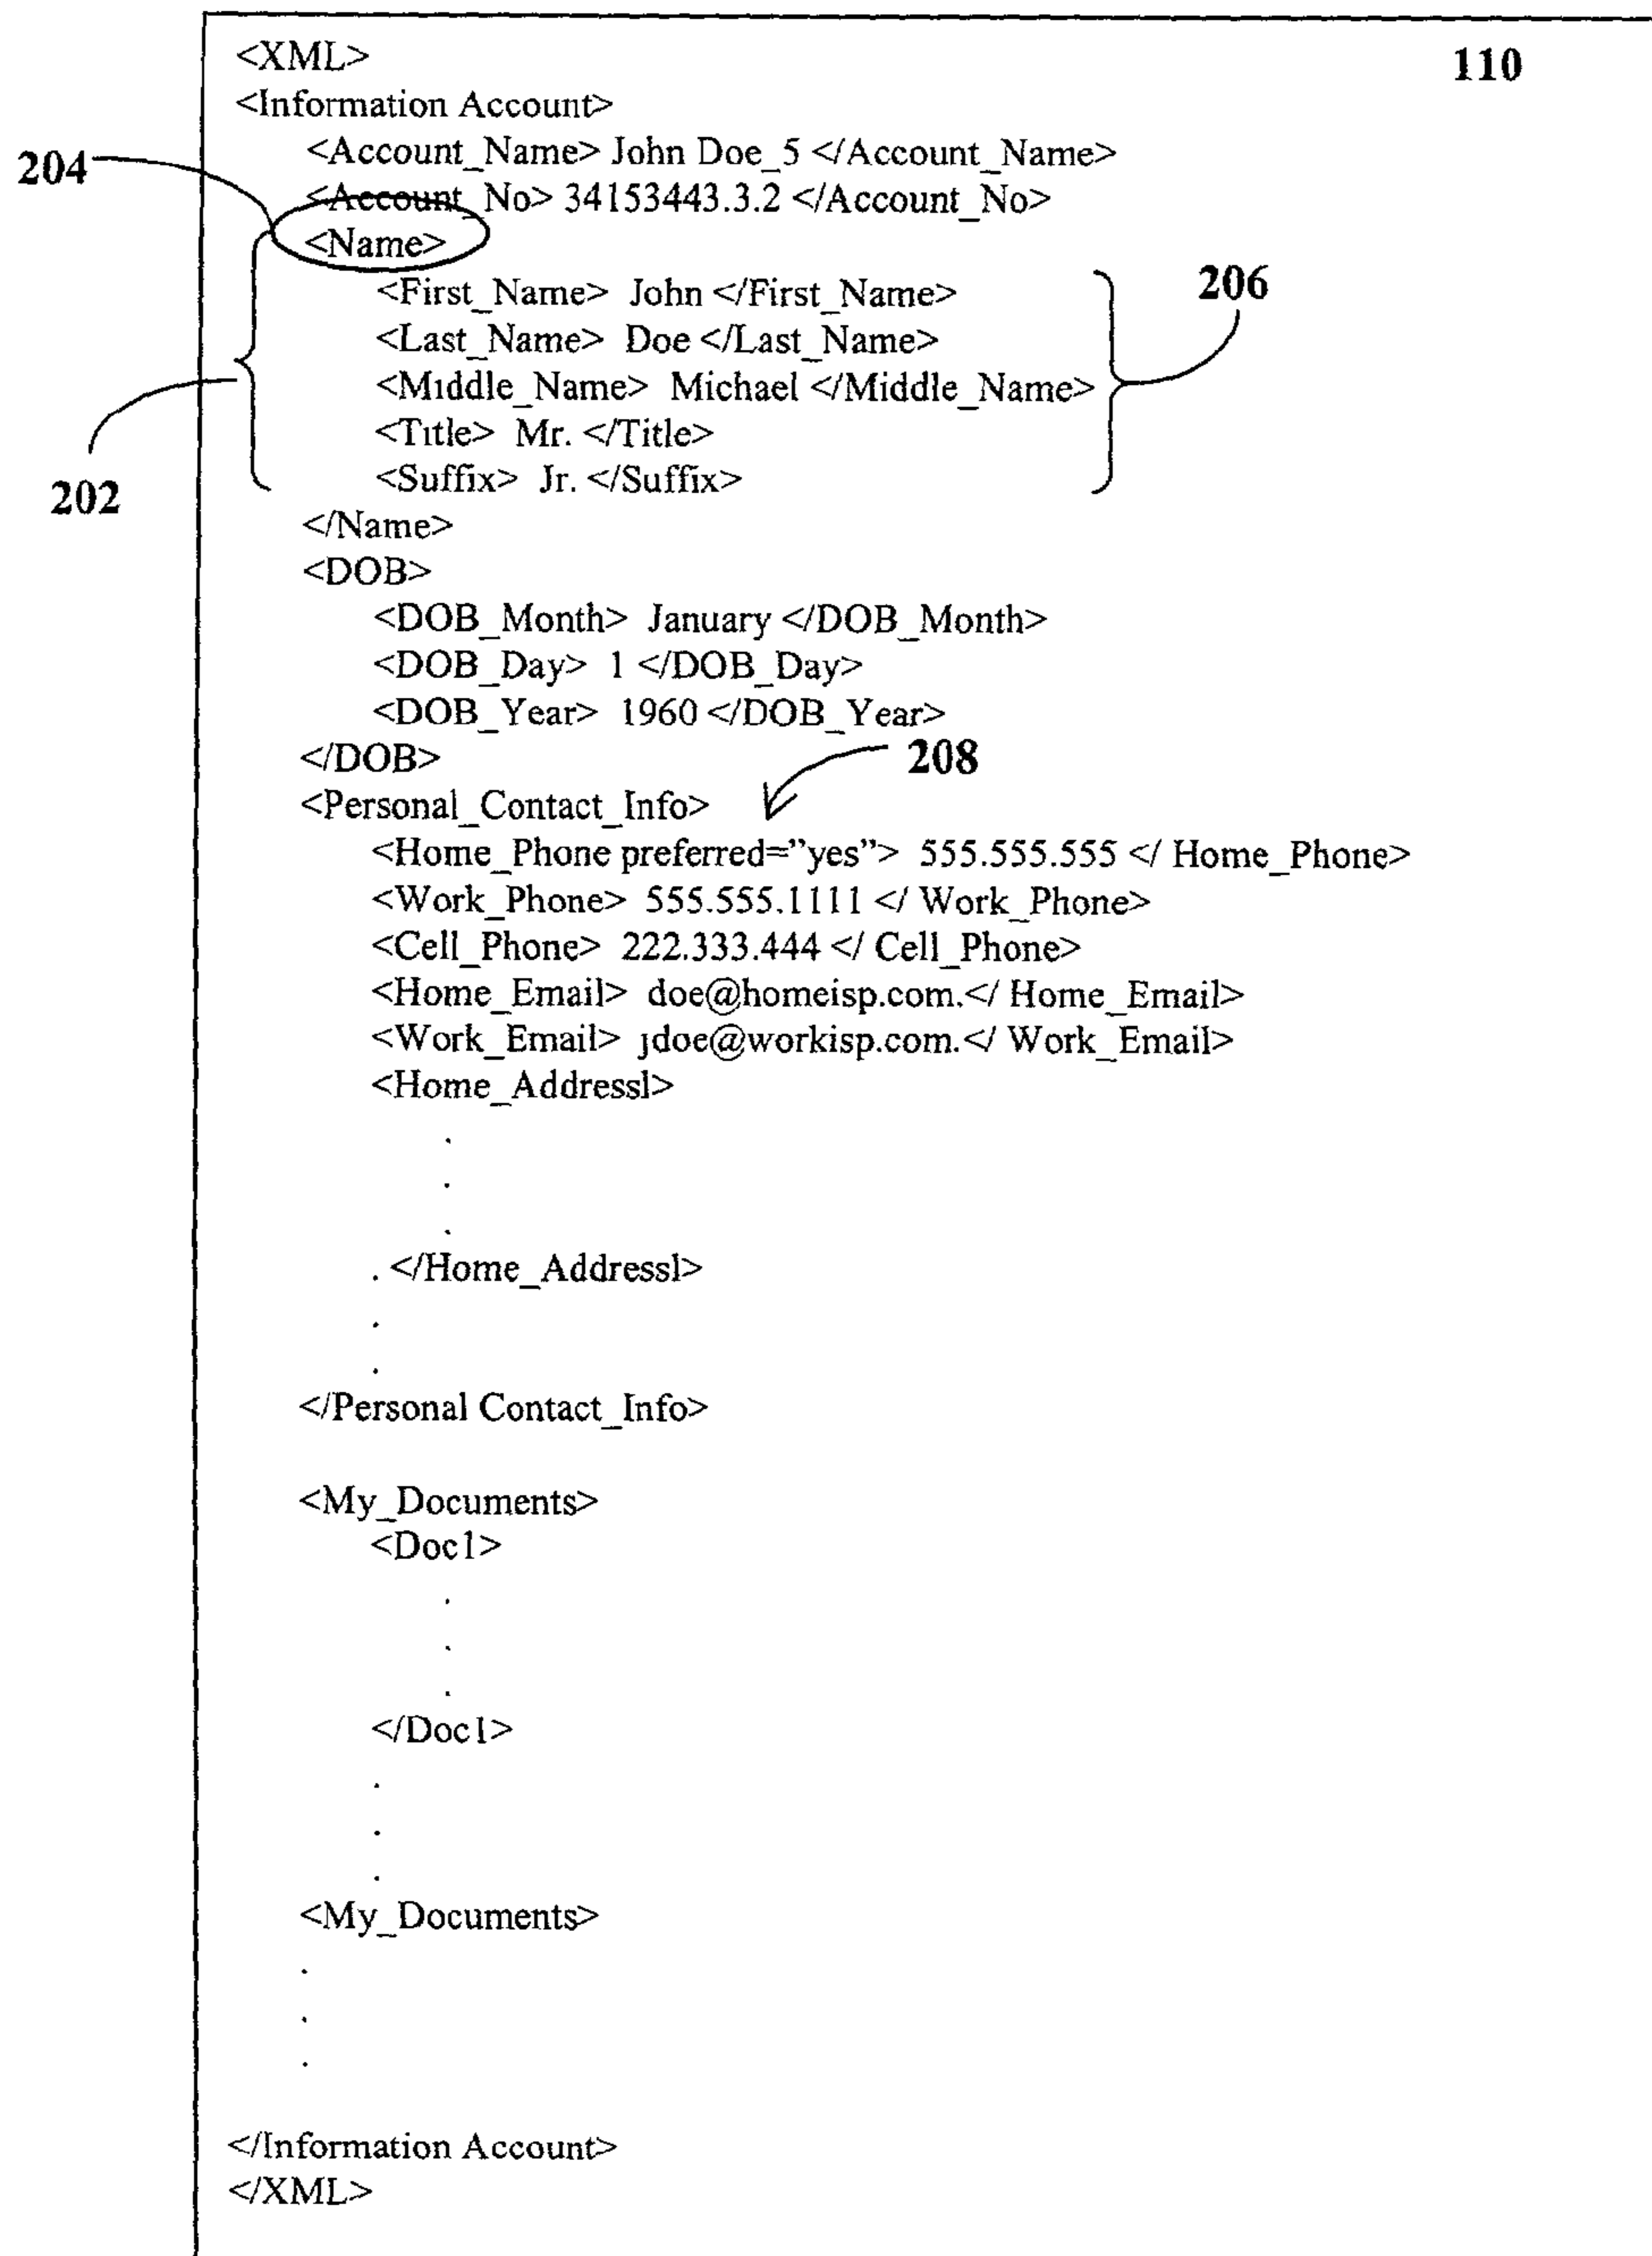 <XML> 110
<Information Account>
<Account_Name> John Doe_5 </Account_Name>
204
<Account_No> 34153443.3.2 </Account_No>
<Name>
<First_Name> John </First_Name> 206
<Last_Name> Doe </Last_Name>
<Middle_Name> Michael </Middle_Name>
<Title> Mr. </Title>
<Suffix> Jr. </Suffix>
202
</Name>
<DOB>
<DOB_Month> January </DOB_Month>
<DOB_Day> 1 </DOB_Day>
<DOB_Year> 1960 </DOB_Year>
</DOB> 208
<Personal_Contact_Info>
<Home_Phone preferred=”yes”> 555.555.555 </ Home_Phone>
<Work_Phone> 555.555.1111 </ Work_Phone>
<Cell_Phone> 222.333.444 </ Cell_Phone>
<Home_Email> doe@homeisp.com.</ Home_Email>
<Work_Email> jdoe@workisp.com.</ Work_Email>
<Home_Addressl>
.
.
.
. </Home_Addressl>
.
.
</Personal Contact_Info>
<My_Documents>
<Doc1>
.
.
.
</Doc1>
.
.
.
<My_Documents>
.
.
.
</Information Account>
</XML>